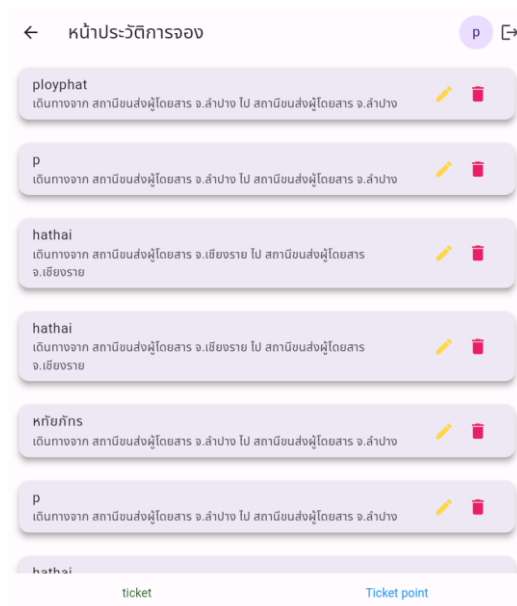 หน้าประวัติการจอง
p
ployphat
เดินทางจาก สถานีขนส่งผู้โดยสาร จ.ลำปาง ไป สถานีขนส่งผู้โดยสาร จ.ลำปาง
p
เดินทางจาก สถานีขนส่งผู้โดยสาร จ.ลำปาง ไป สถานีขนส่งผู้โดยสาร จ.ลำปาง
hathai
เดินทางจาก สถานีขนส่งผู้โดยสาร จ.เชียงราย ไป สถานีขนส่งผู้โดยสาร
จ.เชียงราย
hathai
เดินทางจาก สถานีขนส่งผู้โดยสาร จ.เชียงราย ไป สถานีขนส่งผู้โดยสาร
จ.เชียงราย
หทัยภัทร
เดินทางจาก สถานีขนส่งผู้โดยสาร จ.ลำปาง ไป สถานีขนส่งผู้โดยสาร จ.ลำปาง
p
เดินทางจาก สถานีขนส่งผู้โดยสาร จ.ลำปาง ไป สถานีขนส่งผู้โดยสาร จ.ลำปาง
hathai
ticket
Ticket point